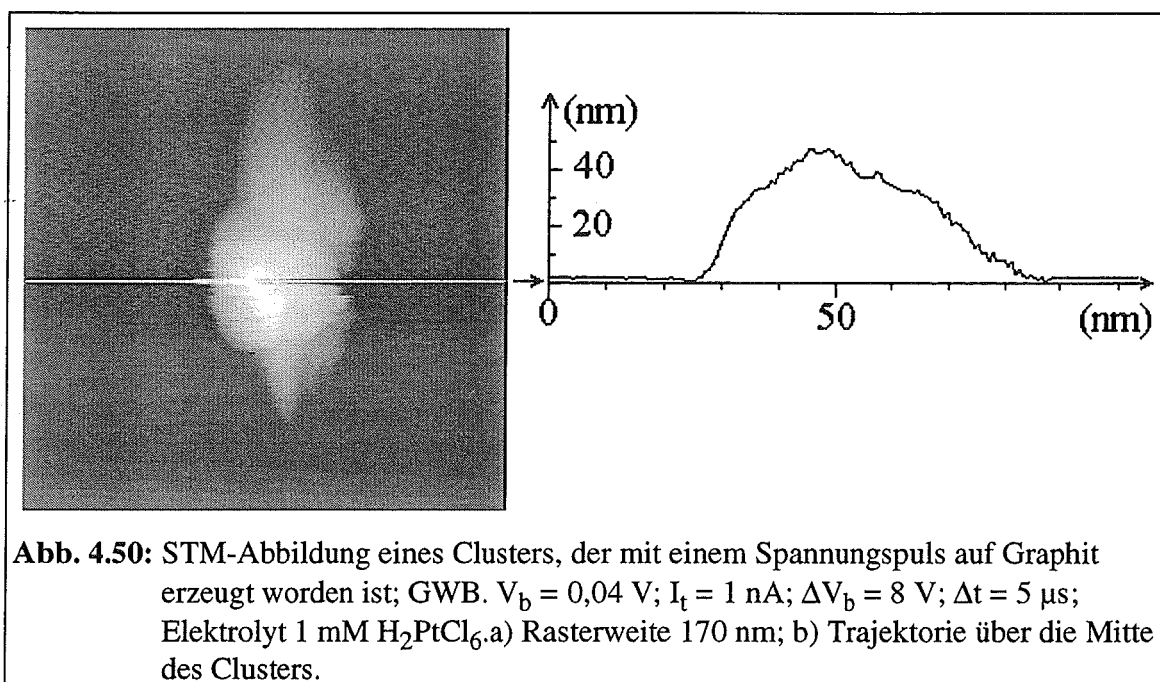 (nm)
40
20
0
50
(nm)
Abb. 4.50: STM-Abbildung eines Clusters, der mit einem Spannungspuls auf Graphit
erzeugt worden ist; GWB. V_b = 0,04 V; I_t = 1 nA; ΔV_b = 8 V; Δt = 5 µs;
Elektrolyt 1 mM H₂PtCl₆.a) Rasterweite 170 nm; b) Trajektorie über die Mitte
des Clusters.